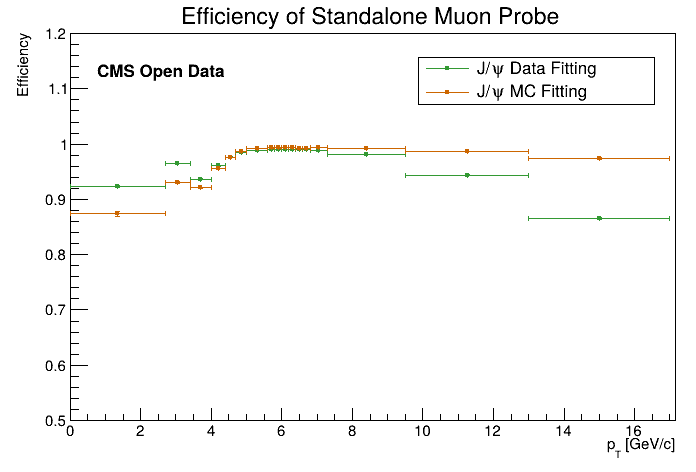 Efficiency of Standalone Muon Probe
Efficiency
CMS Open Data
J/ψ Data Fitting
J/ψ MC Fitting
1.2
1.1
1
0.9
0.8
0.7
0.6
0.5
0 2 4 6 8 10 12 14 16
p_T [GeV/c]